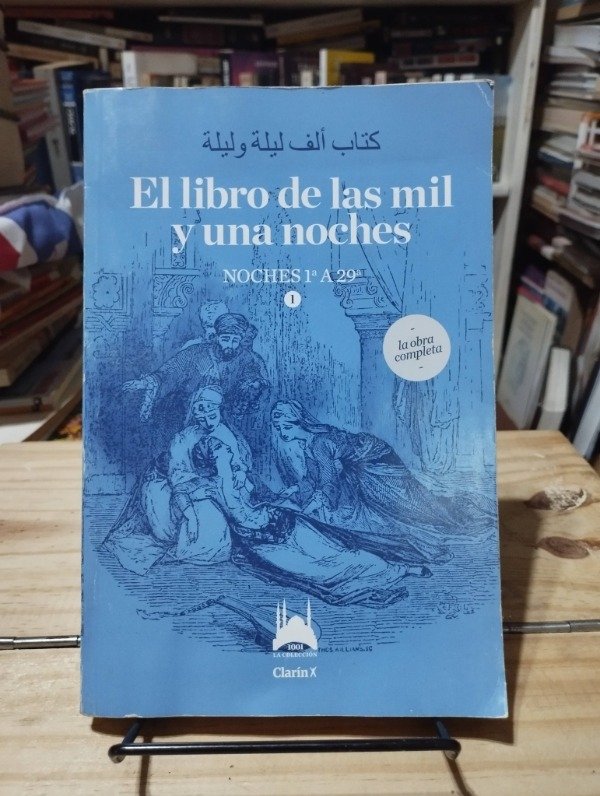 كتاب ألف ليلة وليلة
El libro de las mil
y una noches
NOCHES 1ª A 29ª
1
la obra
completa
1001
LA COLECCIÓN
Clarín X